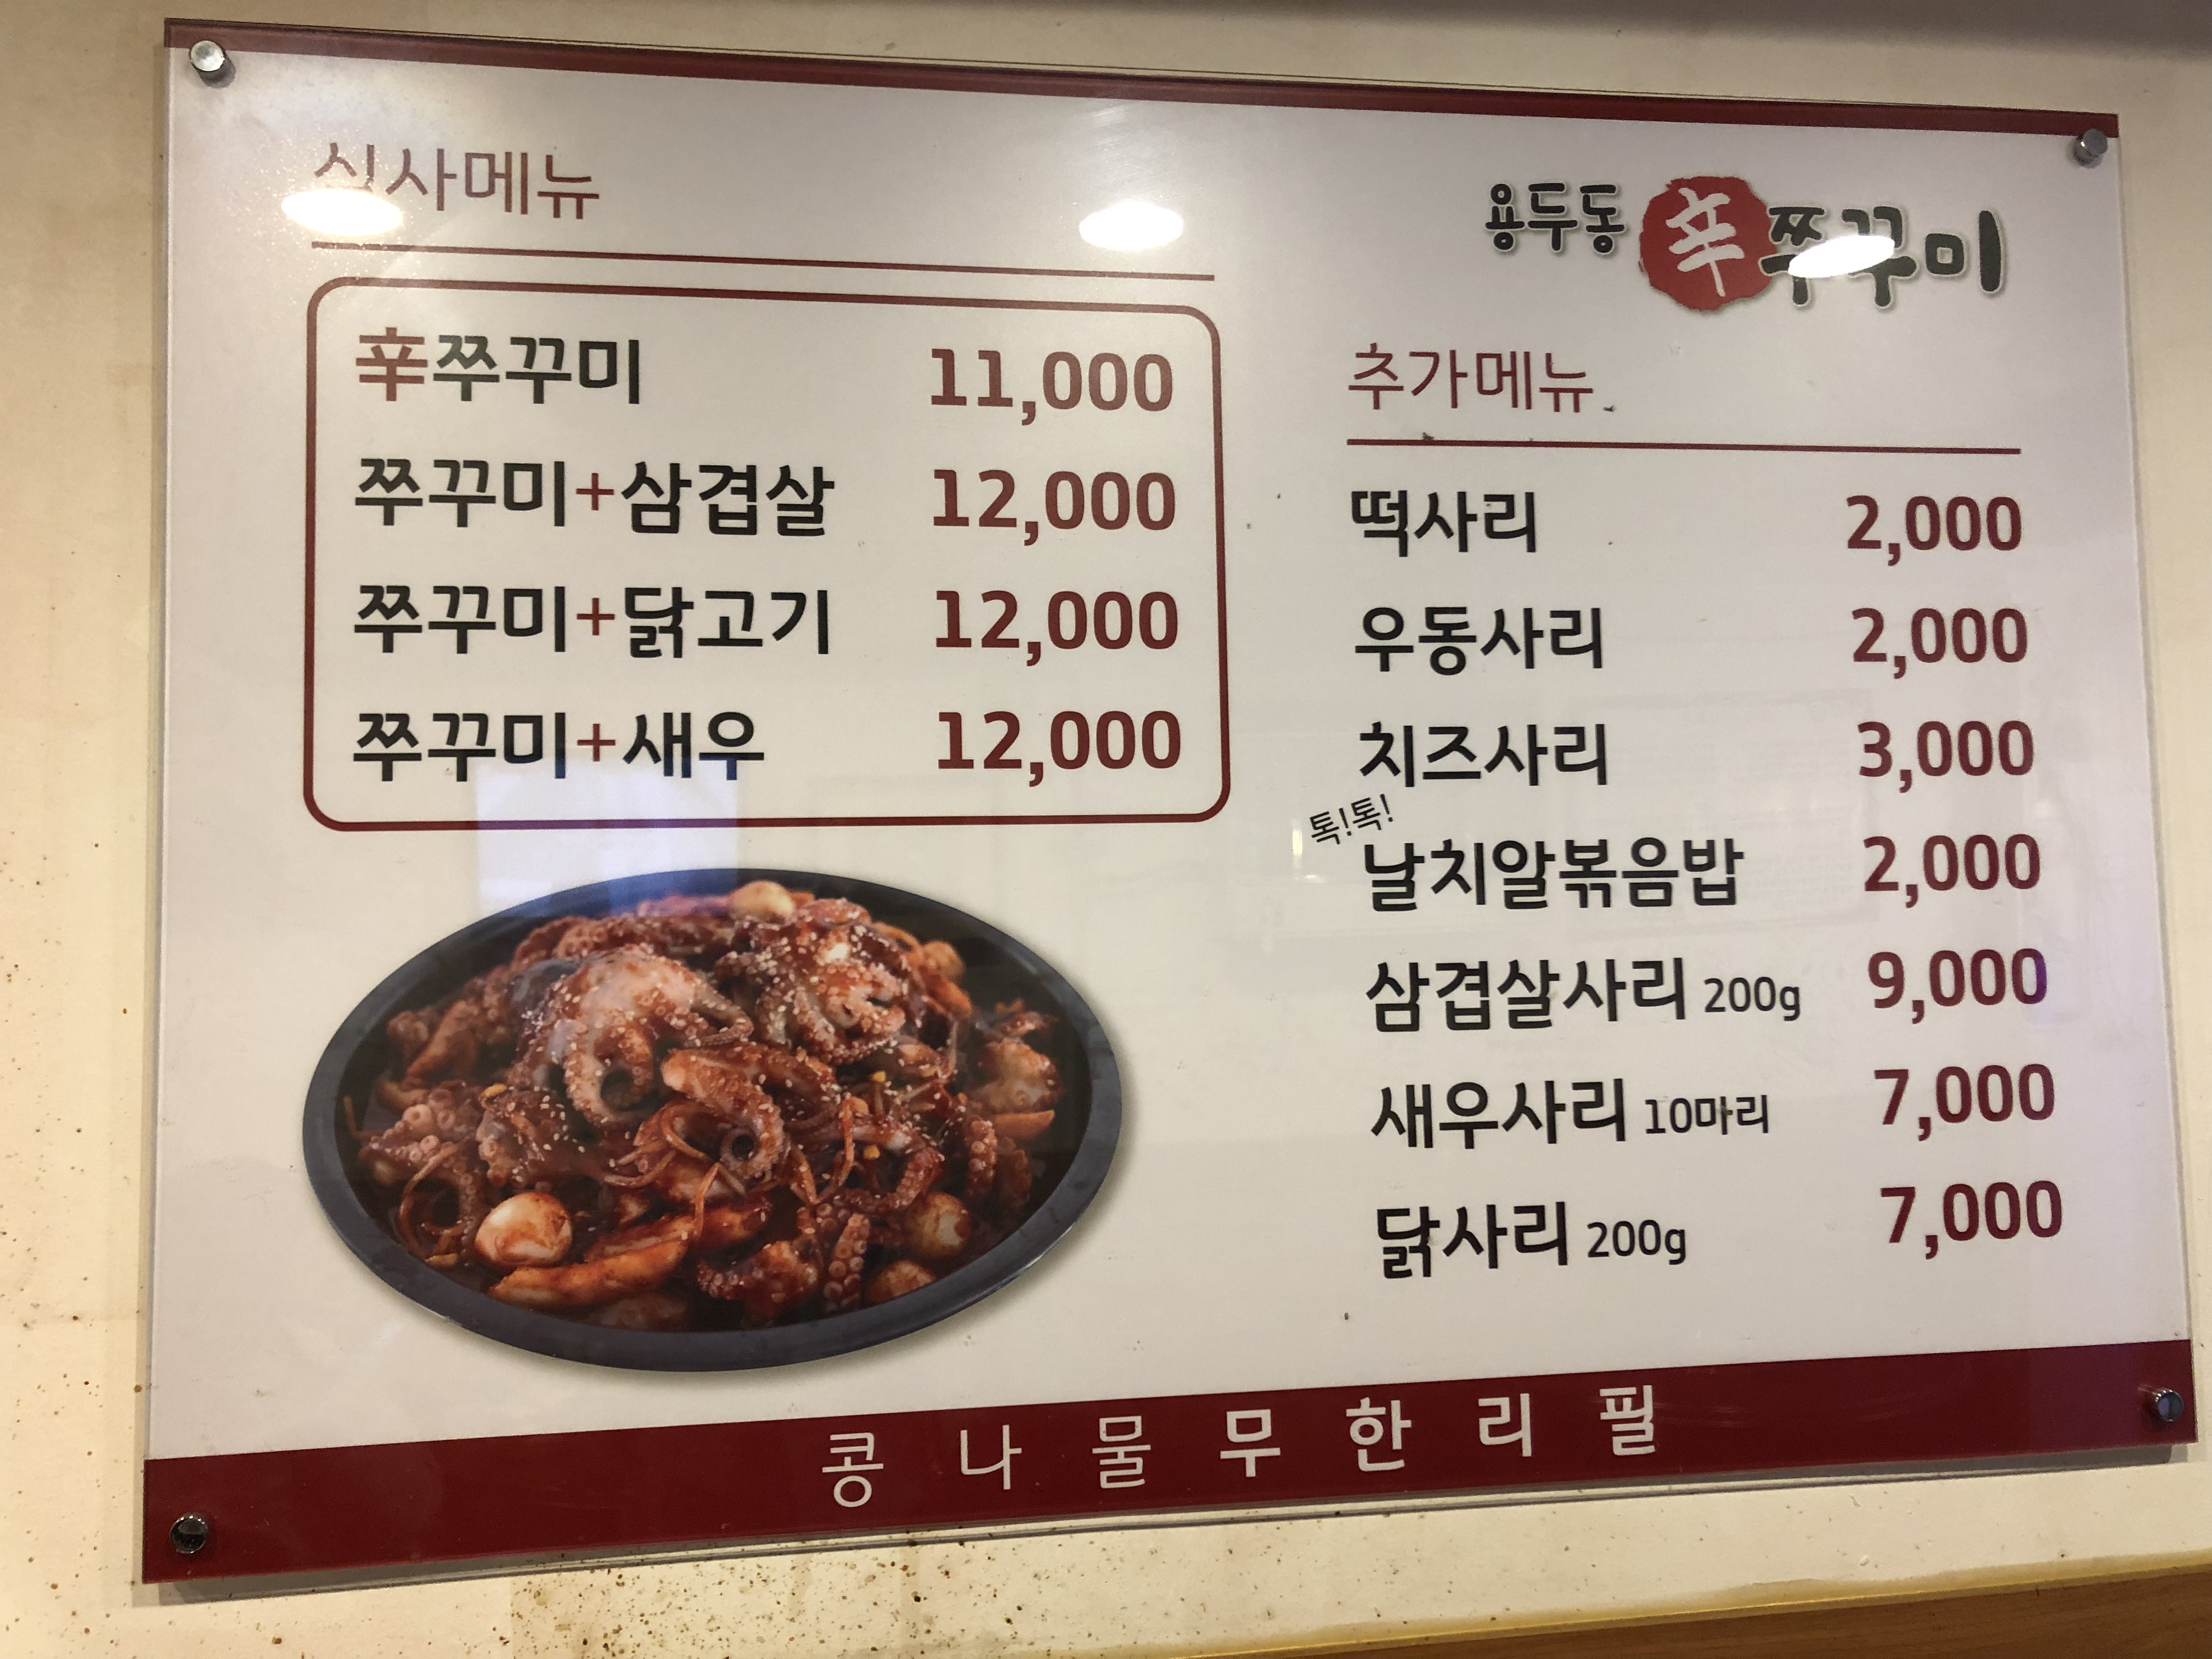 식사메뉴
辛쭈꾸미 11,000
쭈꾸미+삼겹살 12,000
쭈꾸미+닭고기 12,000
쭈꾸미+새우 12,000
용두동 辛 쭈꾸미
추가메뉴
떡사리 2,000
우동사리 2,000
치즈사리 3,000
톡!톡!
날치알볶음밥 2,000
삼겹살사리 200g 9,000
새우사리 10마리 7,000
닭사리 200g 7,000
콩나물무한리필